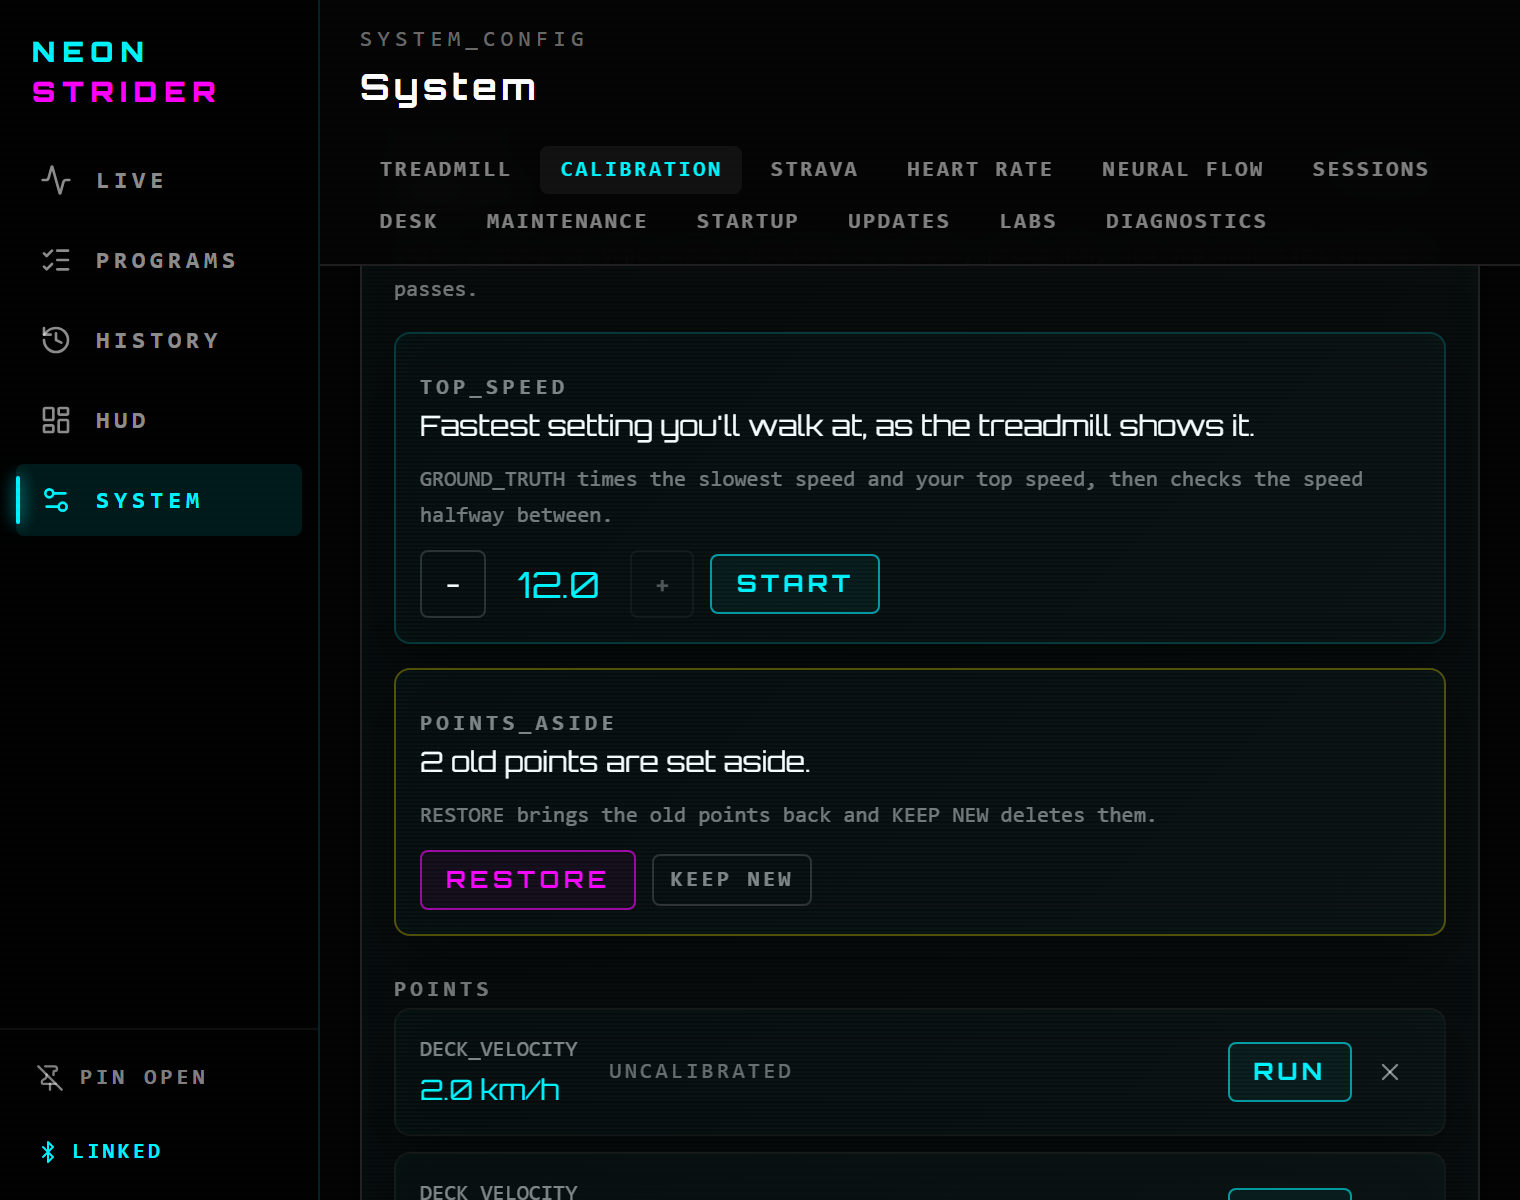 NEON
STRIDER
LIVE
PROGRAMS
HISTORY
HUD
SYSTEM
PIN OPEN
LINKED
SYSTEM_CONFIG
System
TREADMILL CALIBRATION STRAVA HEART RATE NEURAL FLOW SESSIONS
DESK MAINTENANCE STARTUP UPDATES LABS DIAGNOSTICS
passes.
TOP_SPEED
Fastest setting you'll walk at, as the treadmill shows it.
GROUND_TRUTH times the slowest speed and your top speed, then checks the speed
halfway between.
- 12.0 + START
POINTS_ASIDE
2 old points are set aside.
RESTORE brings the old points back and KEEP NEW deletes them.
RESTORE KEEP NEW
POINTS
DECK_VELOCITY
2.0 km/h UNCALIBRATED RUN
DECK_VELOCITY